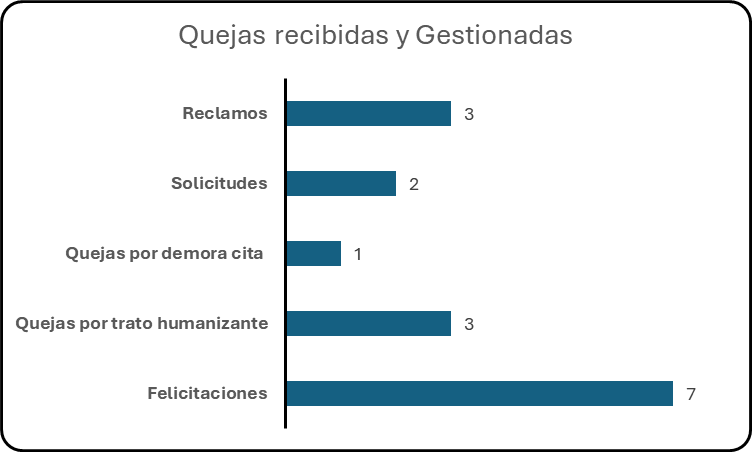 Quejas recibidas y Gestionadas
Reclamos 3
Solicitudes 2
Quejas por demora cita 1
Quejas por trato humanizante 3
Felicitaciones 7